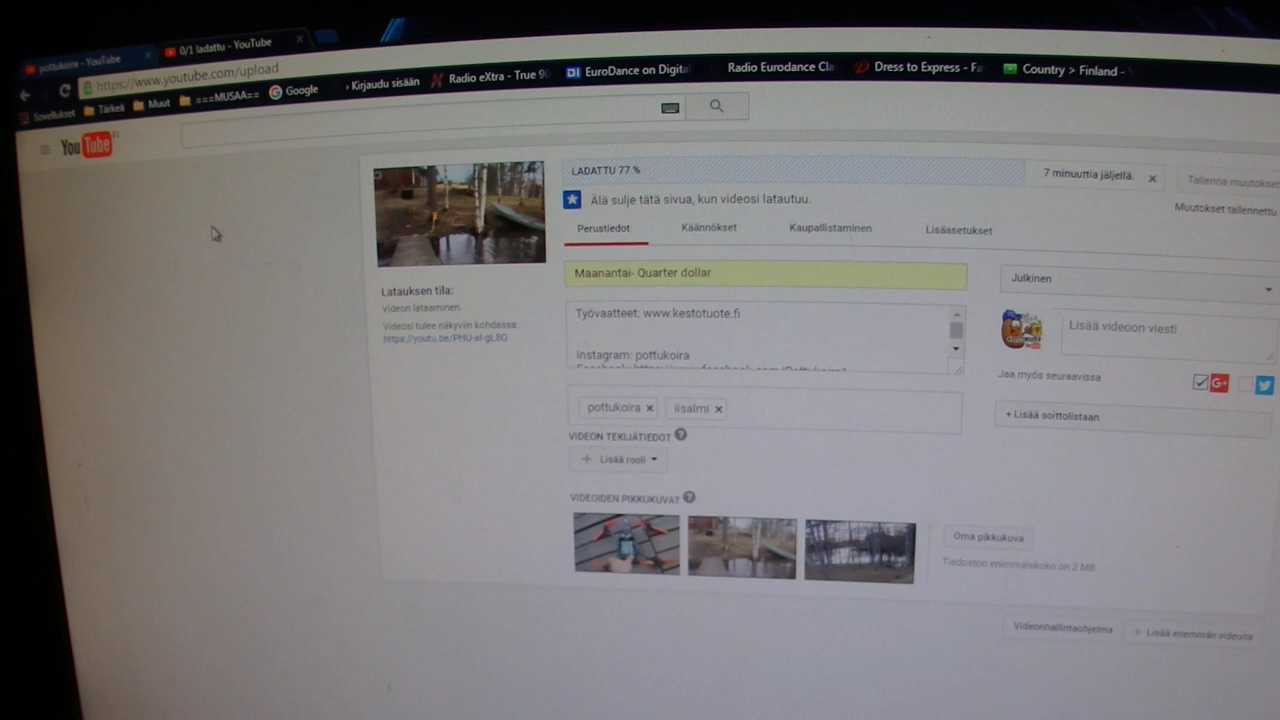 pottukoira - YouTube
0/1 ladattu - YouTube
https://www.youtube.com/upload
Sovellukset
Tärkeä
Muut
===MUSAA==
Google
› Kirjaudu sisään
Radio eXtra - True 90
EuroDance on Digita
Radio Eurodance Cla
Dress to Express - Fa
Country > Finland -
YouTube FI
LADATTU 77 %
7 minuuttia jäljellä.
Tallenna muutokset
Älä sulje tätä sivua, kun videosi latautuu.
Muutokset tallennettu
Perustiedot
Käännökset
Kaupallistaminen
Lisäasetukset
Maanantai- Quarter dollar
Julkinen
Latauksen tila:
Videon lataaminen.
Videosi tulee näkyviin kohdassa:
Työvaatteet: www.kestotuote.fi
Instagram: pottukoira
Lisää videoon viesti
Jaa myös seuraavissa
G+
+ Lisää soittolistaan
pottukoira
iisalmi
VIDEON TEKIJÄTIEDOT ?
+ Lisää rooli
VIDEOIDEN PIKKUKUVAT ?
Oma pikkukuva
Tiedoston enimmäiskoko on 2 MB
Videonhallintaohjelma
+ Lisää enemmän videoita